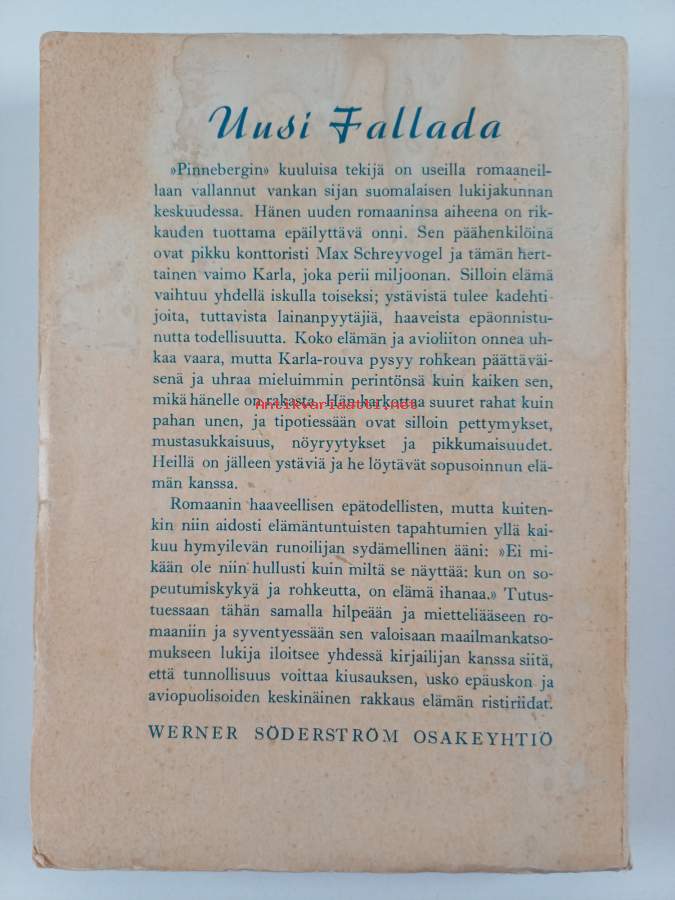 Uusi Fallada
»Pinnebergin» kuuluisa tekijä on useilla romaaneil-
laan vallannut vankan sijan suomalaisen lukijakunnan
keskuudessa. Hänen uuden romaaninsa aiheena on rik-
kauden tuottama epäilyttävä onni. Sen päähenkilöinä
ovat pikku konttoristi Max Schreyvogel ja tämän hert-
tainen vaimo Karla, joka perii miljoonan. Silloin elämä
vaihtuu yhdellä iskulla toiseksi; ystävistä tulee kadehti-
joita, tuttavista lainanpyytäjiä, haaveista epäonnistu-
nutta todellisuutta. Koko elämän ja avioliiton onnea uh-
kaa vaara, mutta Karla-rouva pysyy rohkean päättäväi-
senä ja uhraa mieluimmin perintönsä kuin kaiken sen,
mikä hänelle on rakasta. Hän karkottaa suuret rahat kuin
Antikvariaatti.net
pahan unen, ja tipotiessään ovat silloin pettymykset,
mustasukkaisuus, nöyryytykset ja pikkumaisuudet.
Heillä on jälleen ystäviä ja he löytävät sopusoinnun elä-
män kanssa.
Romaanin haaveellisen epätodellisten, mutta kuiten-
kin niin aidosti elämäntuntuisten tapahtumien yllä kai-
kuu hymyilevän runoilijan sydämellinen ääni: »Ei mi-
kään ole niin hullusti kuin miltä se näyttää: kun on so-
peutumiskykyä ja rohkeutta, on elämä ihanaa.» Tutus-
tuessaan tähän samalla hilpeään ja mietteliääseen ro-
maaniin ja syventyessään sen valoisaan maailmankatso-
mukseen lukija iloitsee yhdessä kirjailijan kanssa siitä,
että tunnollisuus voittaa kiusauksen, usko epäuskon ja
aviopuolisoiden keskinäinen rakkaus elämän ristiriidat.
WERNER SÖDERSTRÖM OSAKEYHTIÖ